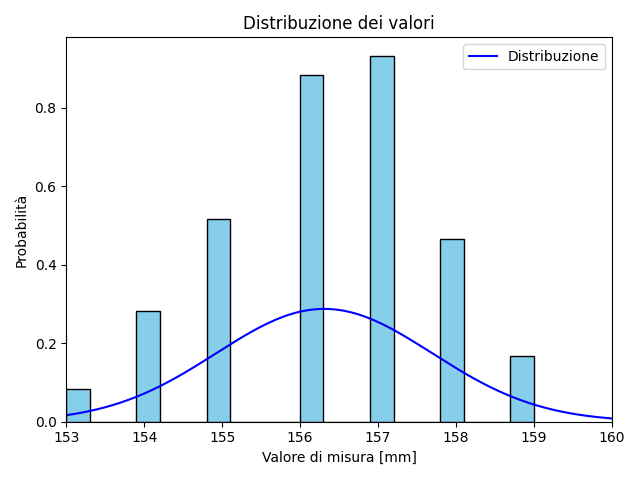 Distribuzione dei valori
Distribuzione
Probabilità
0.8
0.6
0.4
0.2
0.0
153 154 155 156 157 158 159 160
Valore di misura [mm]